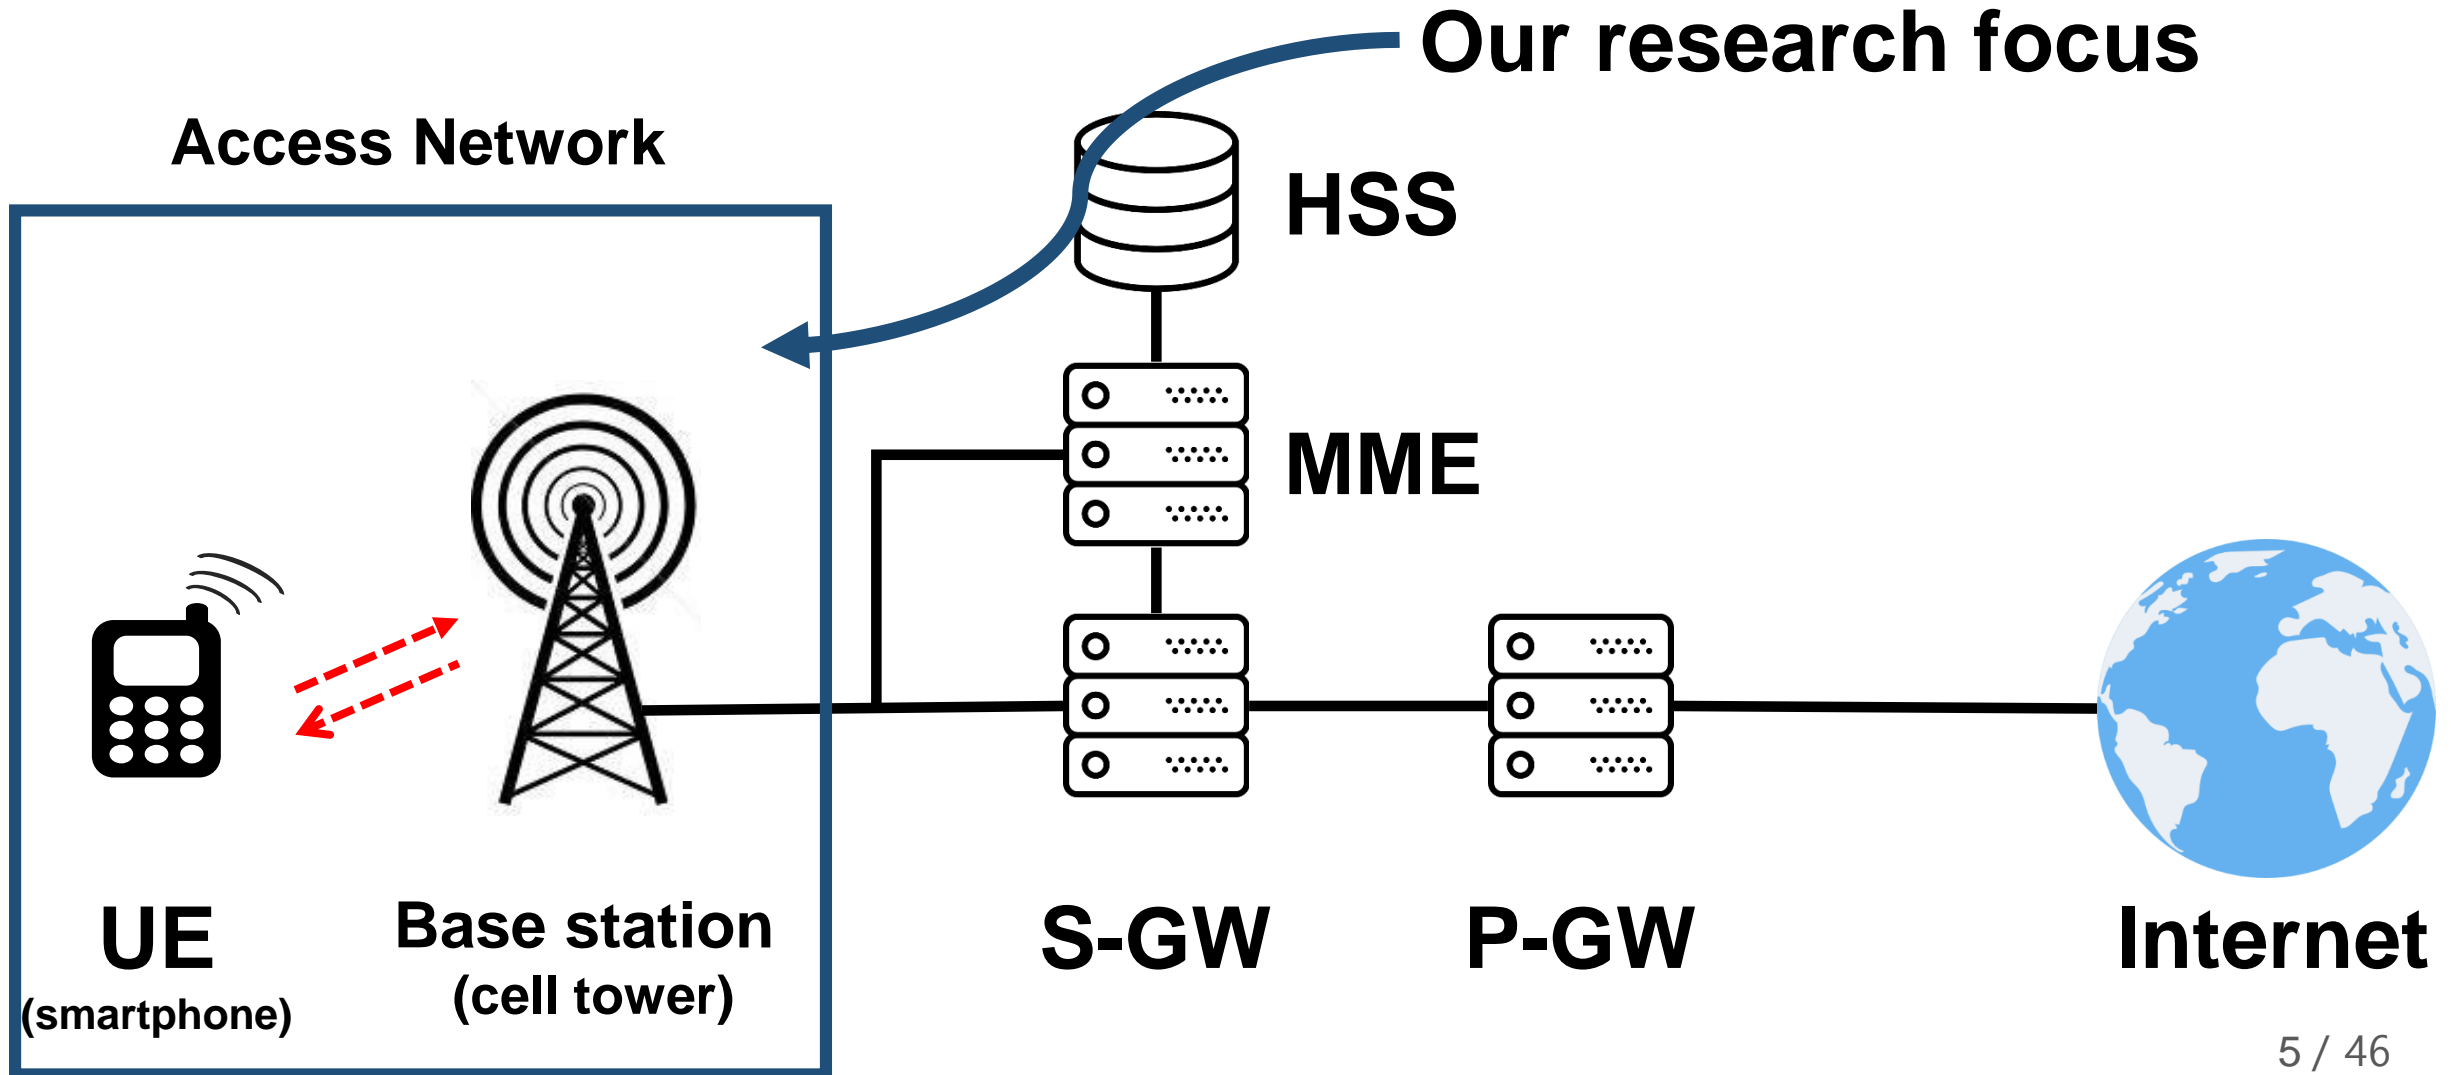 Our research focus
Access Network
HSS
MME
UE
(smartphone)
Base station
(cell tower)
S-GW
P-GW
Internet
5 / 46